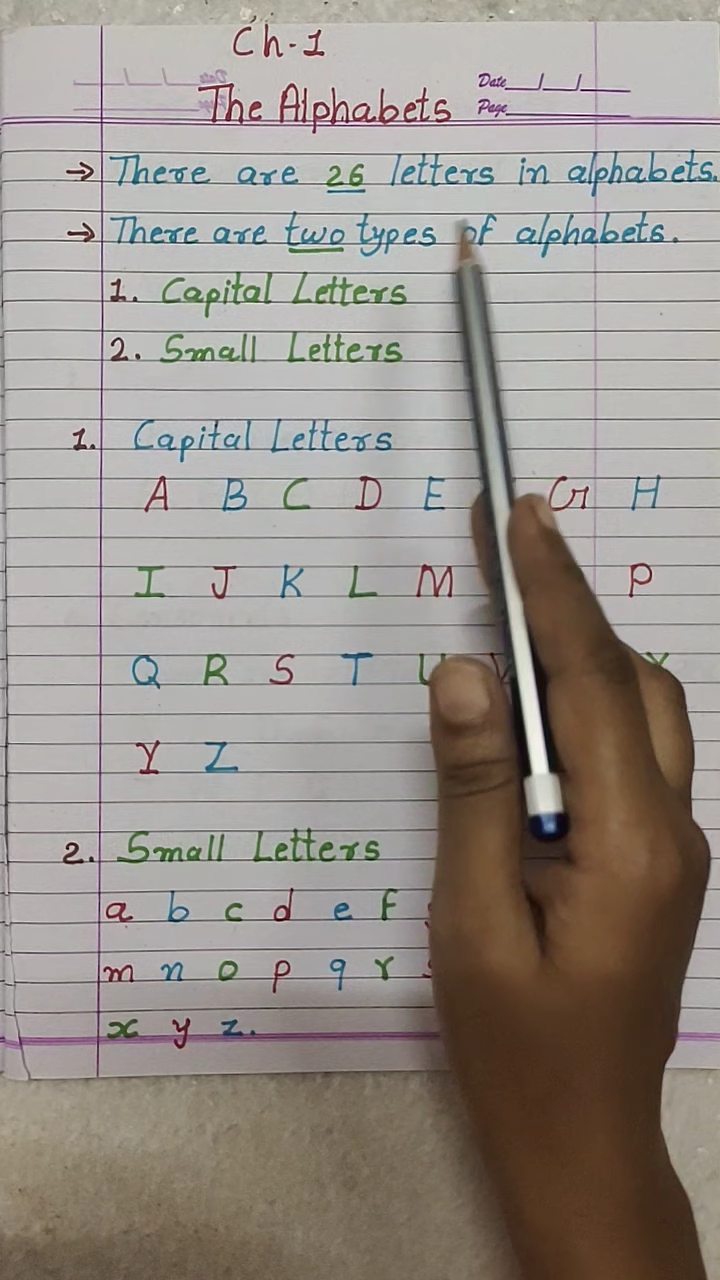 Ch-1
The Alphabets
Date
Page
→ There are 26 letters in alphabets.
→ There are two types of alphabets.
1. Capital Letters
2. Small Letters
1. Capital Letters
A B C D E G H
I J K L M P
Q R S T U V X
Y Z
2. Small Letters
a b c d e f
m n o p q r
x y z.